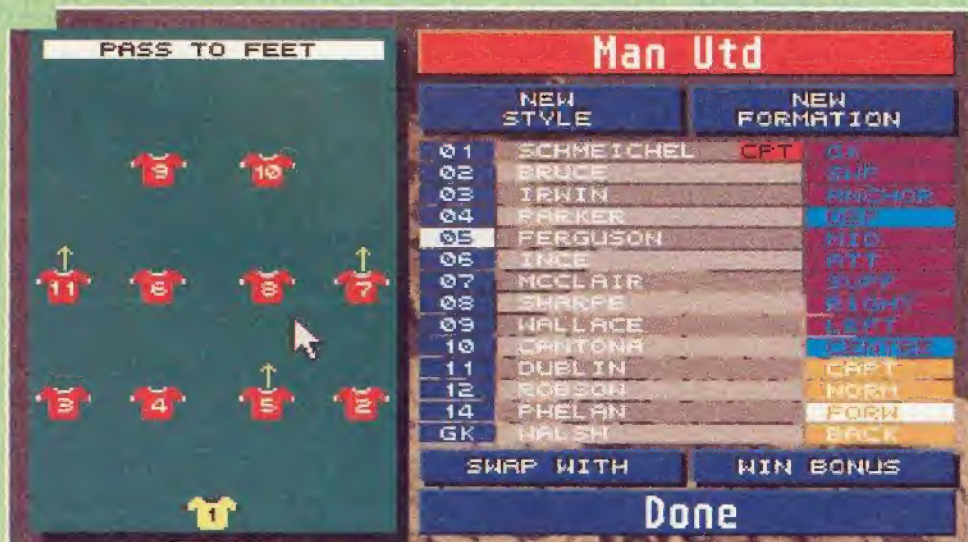 PASS TO FEET
9 10
11 6 8 7
3 4 5 2
1
Man Utd
NEW STYLE
NEW FORMATION
01 SCHMEICHEL CPT GK
02 BRUCE SWP
03 IRWIN ANCHOR
04 PARKER DEF
05 FERGUSON MID
06 INCE ATT
07 MCCLAIR SUPP
08 SHARPE RIGHT
09 WALLACE LEFT
10 CANTONA CENTRE
11 DUBLIN CAPT
12 ROBSON NORM
14 PHELAN FORW
GK WALSH BACK
SWAP WITH
WIN BONUS
Done